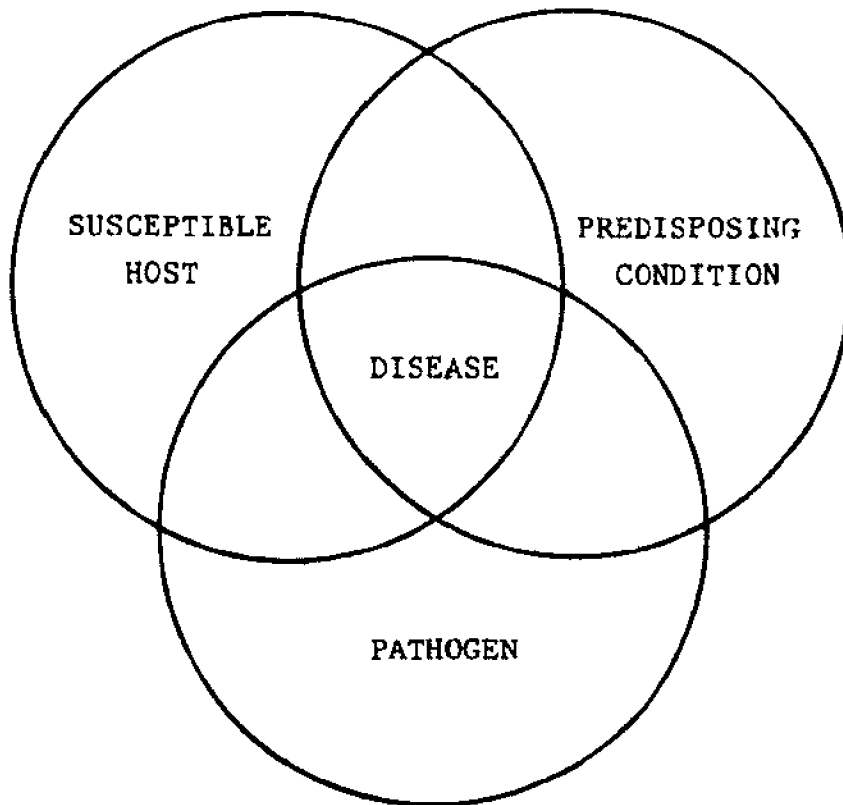 SUSCEPTIBLE
HOST
PREDISPOSING
CONDITION
DISEASE
PATHOGEN